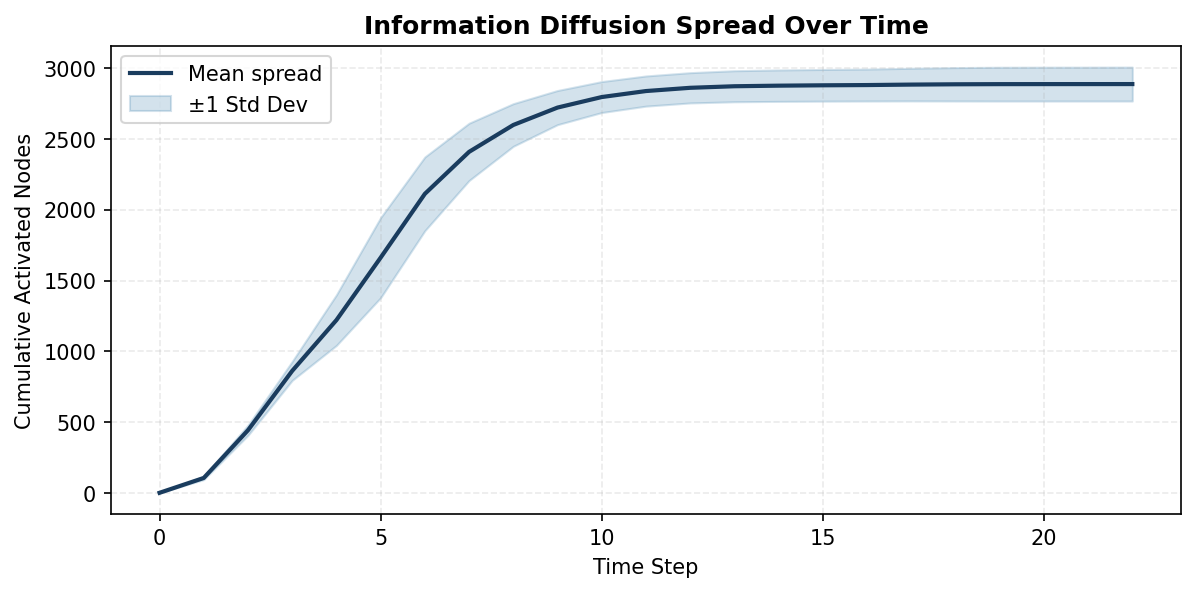 Information Diffusion Spread Over Time
Mean spread
±1 Std Dev
Cumulative Activated Nodes
3000
2500
2000
1500
1000
500
0
0 5 10 15 20
Time Step